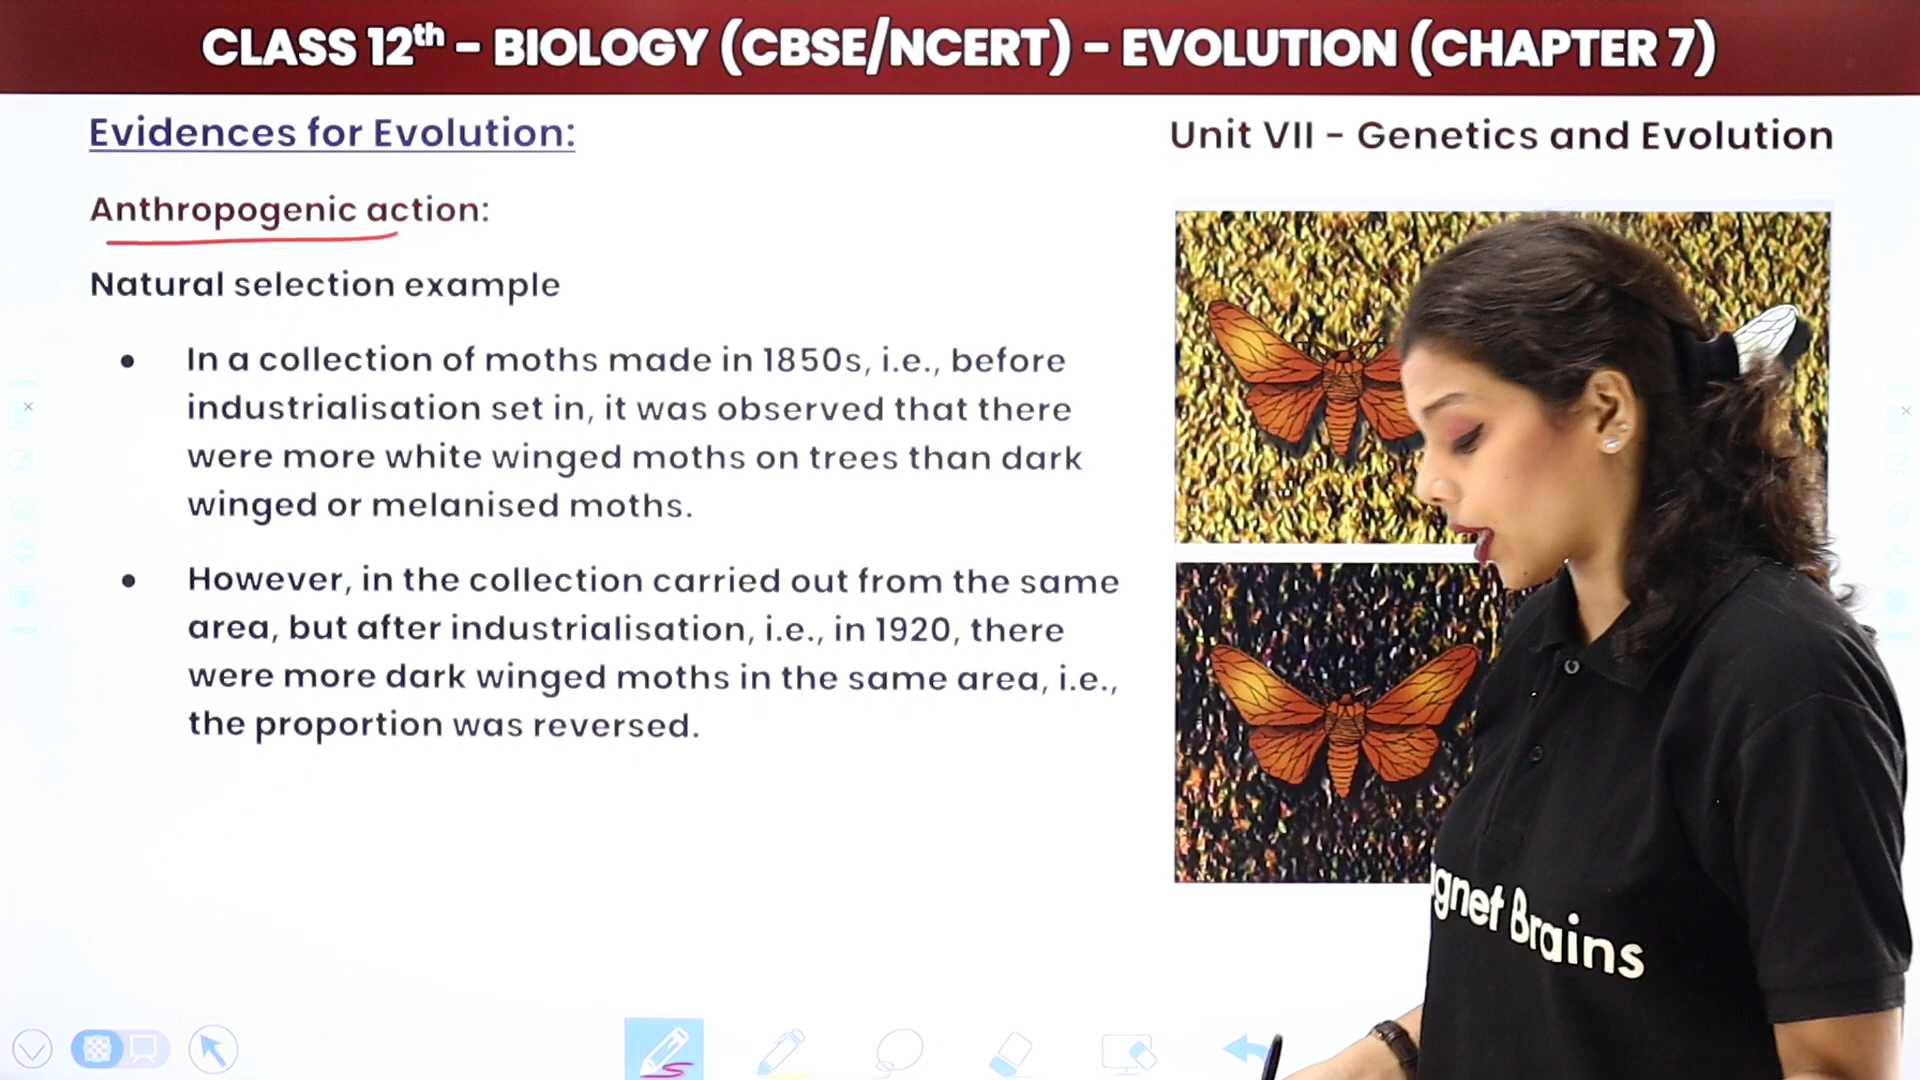 CLASS 12th – BIOLOGY (CBSE/NCERT) – EVOLUTION (CHAPTER 7)
Evidences for Evolution:
Unit VII – Genetics and Evolution
Anthropogenic action:
Natural selection example
• In a collection of moths made in 1850s, i.e., before
industrialisation set in, it was observed that there
were more white winged moths on trees than dark
winged or melanised moths.
• However, in the collection carried out from the same
area, but after industrialisation, i.e., in 1920, there
were more dark winged moths in the same area, i.e.,
the proportion was reversed.
gnet Brains